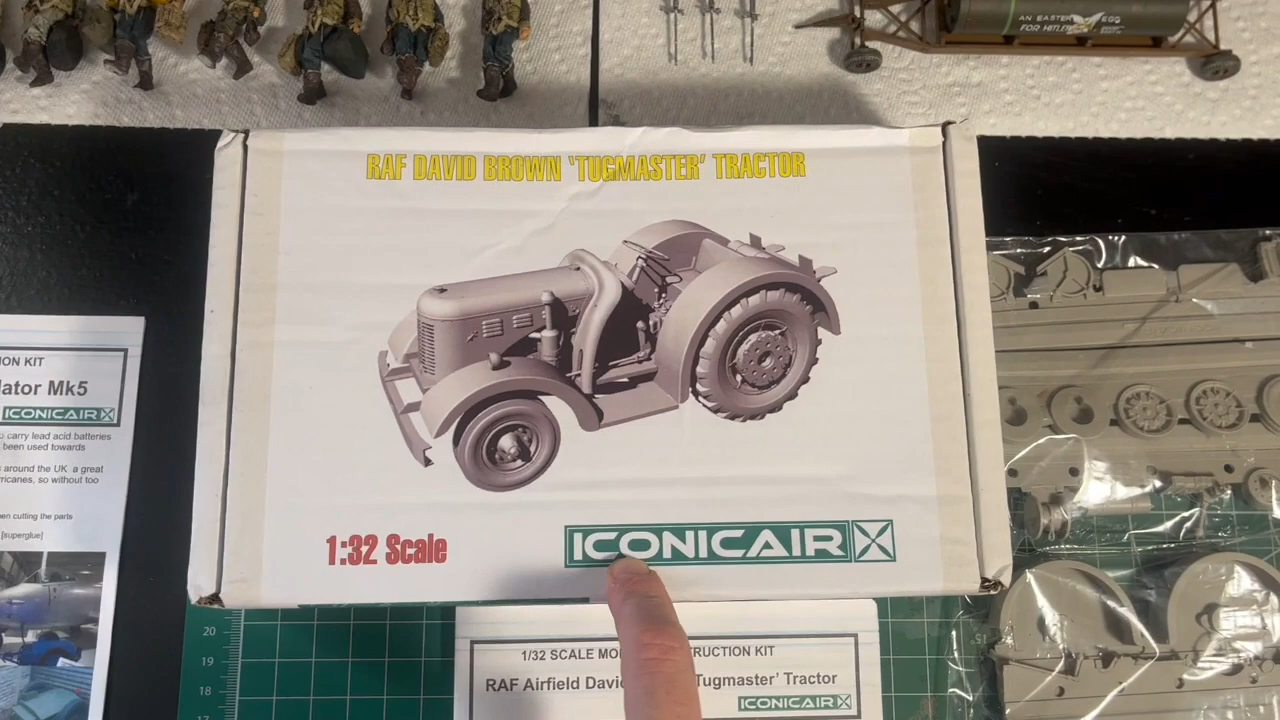 AN EASTER EGG
FOR HITLER
RAF DAVID BROWN 'TUGMASTER' TRACTOR
1:32 Scale
ICONICAIR
ION KIT
lator Mk5
ICONICAIR
carry lead acid batteries
been used towards
around the UK a great
rricanes, so without too
en cutting the parts
[superglue]
1/32 SCALE MO RUCTION KIT
RAF Airfield Davi Tugmaster' Tractor
ICONICAIR
20
19
18